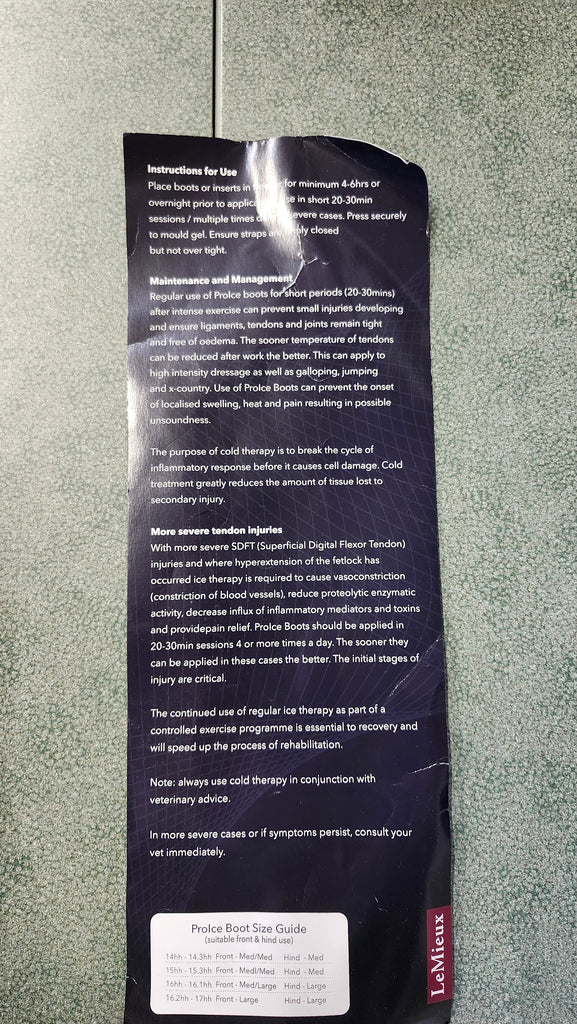 Instructions for Use
Place boots or inserts in for minimum 4-6hrs or
overnight prior to in short 20-30min
sessions / multiple times severe cases. Press securely
to mould gel. Ensure straps closed
but not over tight.
Maintenance and Management
Regular use of ProIce boots for short periods (20-30mins)
after intense exercise can prevent small injuries developing
and ensure ligaments, tendons and joints remain tight
and free of oedema. The sooner temperature of tendons
can be reduced after work the better. This can apply to
high intensity dressage as well as galloping, jumping
and x-country. Use of ProIce Boots can prevent the onset
of localised swelling, heat and pain resulting in possible
unsoundness.
The purpose of cold therapy is to break the cycle of
inflammatory response before it causes cell damage. Cold
treatment greatly reduces the amount of tissue lost to
secondary injury.
More severe tendon injuries
With more severe SDFT (Superficial Digital Flexor Tendon)
injuries and where hyperextension of the fetlock has
occurred ice therapy is required to cause vasoconstriction
(constriction of blood vessels), reduce proteolytic enzymatic
activity, decrease influx of inflammatory mediators and toxins
and providepain relief. ProIce Boots should be applied in
20-30min sessions 4 or more times a day. The sooner they
can be applied in these cases the better. The initial stages of
injury are critical.
The continued use of regular ice therapy as part of a
controlled exercise programme is essential to recovery and
will speed up the process of rehabilitation.
Note: always use cold therapy in conjunction with
veterinary advice.
In more severe cases or if symptoms persist, consult your
vet immediately.
ProIce Boot Size Guide
(suitable front & hind use)
14hh - 14.3hh Front - Med/Med Hind - Med
15hh - 15.3hh Front - Medl/Med Hind - Med
16hh - 16.1hh Front - Med/Large Hind - Large
16.2hh - 17hh Front - Large Hind - Large
LeMieux